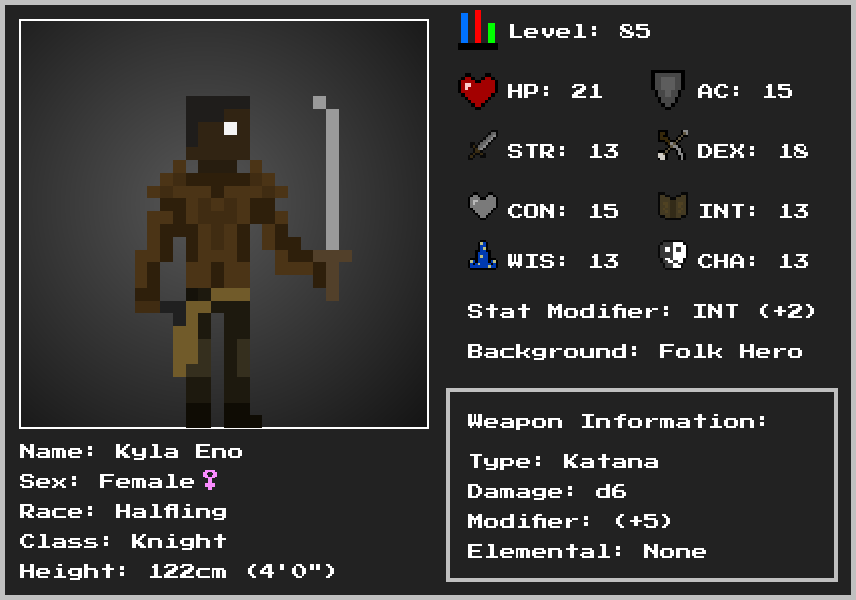 Level: 85
HP: 21 AC: 15
STR: 13 DEX: 18
CON: 15 INT: 13
WIS: 13 CHA: 13
Stat Modifier: INT (+2)
Background: Folk Hero
Name: Kyla Eno
Sex: Female♀
Race: Halfling
Class: Knight
Height: 122cm (4'0")
Weapon Information:
Type: Katana
Damage: d6
Modifier: (+5)
Elemental: None